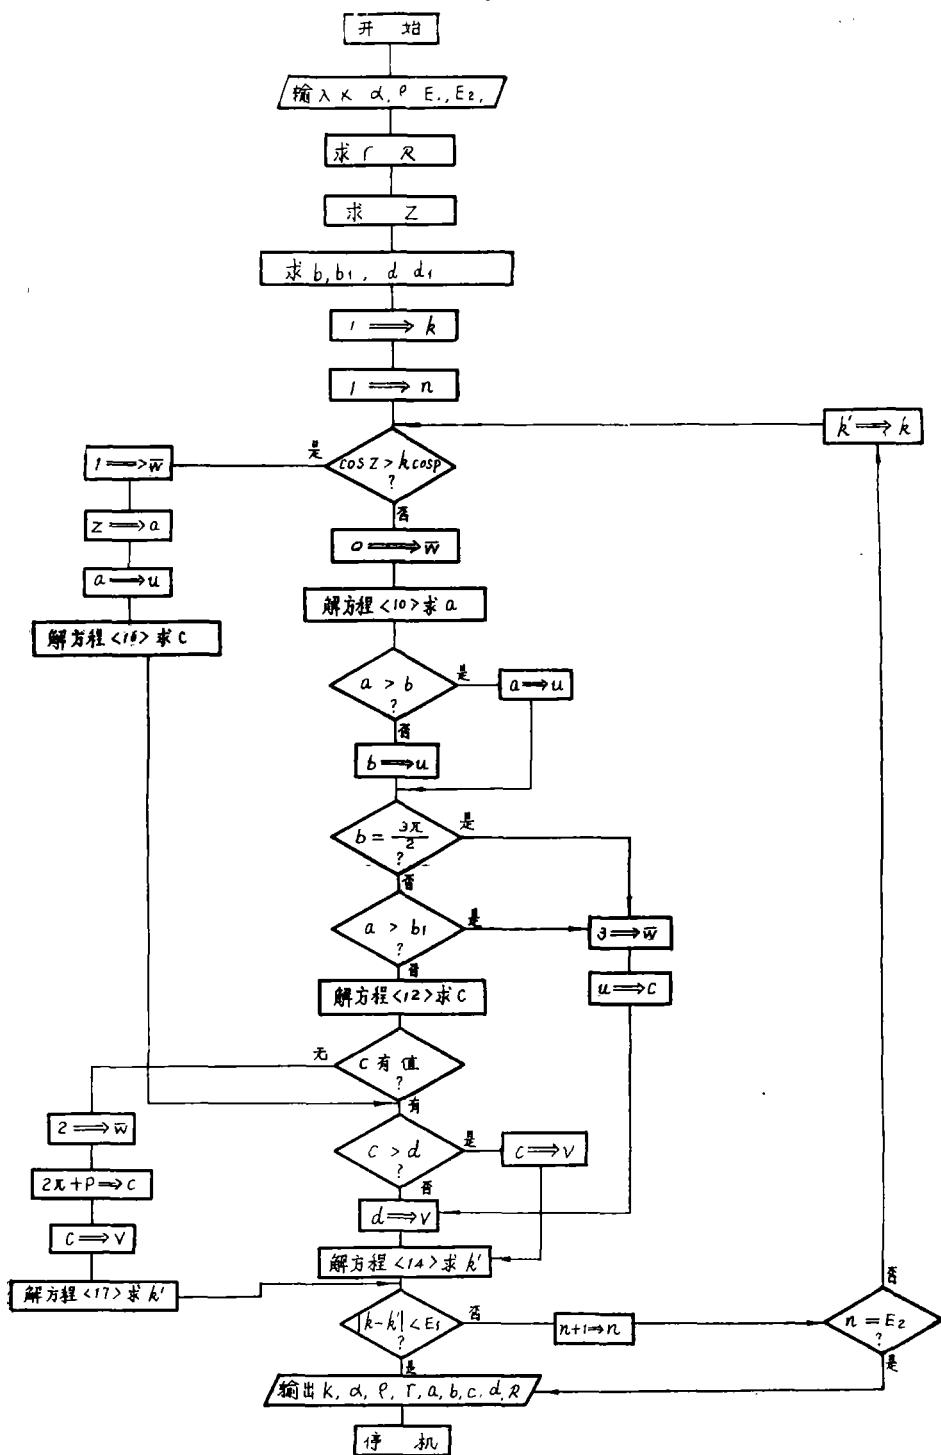 开 始
输入 K α, ρ E₁, E₂,
求 r R
求 Z
求 b, b₁, d d₁
1 ⟹ k
1 ⟹ n
k' ⟹ k
cos Z > k cosρ
?
是
否
1 ⟹ w̅
Z ⟹ a
a ⟹ u
解方程<16>求 C
0 ⟹ w̅
解方程<10>求 a
a > b
?
是
否
a ⟹ u
b ⟹ u
b = 3π/2
?
是
否
a > b₁
?
是
否
3 ⟹ w̅
u ⟹ C
解方程<12>求 C
C 有 值
?
无
有
2 ⟹ w̅
2π+ρ ⟹ C
C ⟹ V
解方程<17>求 k'
C > d
?
是
否
C ⟹ V
d ⟹ V
解方程<14>求 k'
|k-k'| < E₁
?
否
是
n+1 ⟹ n
n = E₂
?
否
是
输出 K, α, ρ, r, a, b, c, d, R
停 机